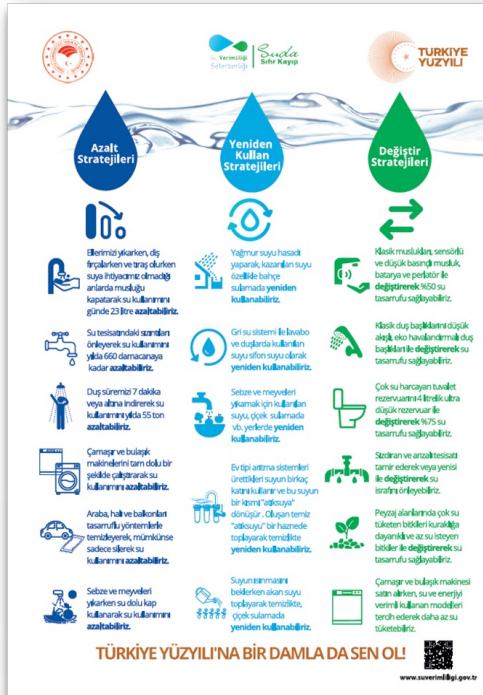 Su Verimliliği
Seferberliği
Suda
Sıfır Kayıp
TÜRKİYE
YÜZYILI
Azalt
Stratejileri
Yeniden
Kullan
Stratejileri
Değiştir
Stratejileri
Ellerimizi yıkarken, diş
fırçalarken ve tıraş olurken
suya ihtiyacımız olmadığı
anlarda musluğu
kapatarak su kullanımını
günde 23 litre azaltabiliriz.
Su tesisatındaki sızıntıları
önleyerek su kullanımını
yılda 660 damacanaya
kadar azaltabiliriz.
Duş süremizi 7 dakika
veya altına indirerek su
kullanımını yılda 55 ton
azaltabiliriz.
Çamaşır ve bulaşık
makinelerini tam dolu bir
şekilde çalıştırarak su
kullanımını azaltabiliriz.
Araba, halı ve balkonları
tasarruflu yöntemlerle
temizleyerek, mümkünse
sadece silerek su
kullanımını azaltabiliriz.
Sebze ve meyveleri
yıkarken su dolu kap
kullanarak su kullanımını
azaltabiliriz.
Yağmur suyu hasadı
yaparak, kazanılan suyu
özellikle bahçe
sulamada yeniden
kullanabiliriz.
Gri su sistemi ile lavabo
ve duşlarda kullanılan
suyu sifon suyu olarak
yeniden kullanabiliriz.
Sebze ve meyveleri
yıkamak için kullanılan
suyu, çiçek sulamada
vb. yerlerde yeniden
kullanabiliriz.
Ev tipi arıtma sistemleri
ürettikleri suyun birkaç
katını kullanır ve bu suyun
bir kısmı "atıksuya"
dönüşür . Oluşan temiz
"atıksuyu" bir haznede
toplayarak temizlikte
yeniden kullanabiliriz.
Suyun ısınmasını
beklerken akan suyu
toplayarak temizlikte,
çiçek sulamada
yeniden kullanabiliriz.
Klasik muslukları, sensörlü
ve düşük basınçlı musluk,
batarya ve perlatör ile
değiştirerek %50 su
tasarrufu sağlayabiliriz.
Klasik duş başlıklarını düşük
akışlı, eko havalandırmalı duş
başlıkları ile değiştirerek su
tasarrufu sağlayabiliriz.
Çok su harcayan tuvalet
rezervuarını 4 litrelik ultra
düşük rezervuar ile
değiştirerek %75 su
tasarrufu sağlayabiliriz.
Sızdıran ve arızalı tesisatı
tamir ederek veya yenisi
ile değiştirerek su
israfını önleyebiliriz.
Peyzaj alanlarında çok su
tüketen bitkileri kuraklığa
dayanıklı ve az su isteyen
bitkiler ile değiştirerek su
tasarrufu sağlayabiliriz.
Çamaşır ve bulaşık makinesi
satın alırken, su ve enerjiyi
verimli kullanan modelleri
tercih ederek daha az su
tüketebiliriz.
TÜRKİYE YÜZYILI'NA BİR DAMLA DA SEN OL!
www.suverimliligi.gov.tr